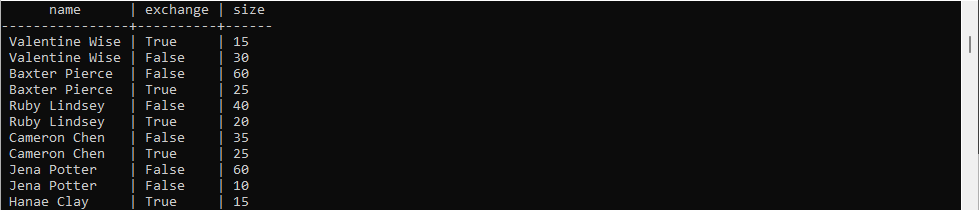 name | exchange | size
----------------+----------+------
Valentine Wise | True | 15
Valentine Wise | False | 30
Baxter Pierce | False | 60
Baxter Pierce | True | 25
Ruby Lindsey | False | 40
Ruby Lindsey | True | 20
Cameron Chen | False | 35
Cameron Chen | True | 25
Jena Potter | False | 60
Jena Potter | False | 10
Hanae Clay | True | 15